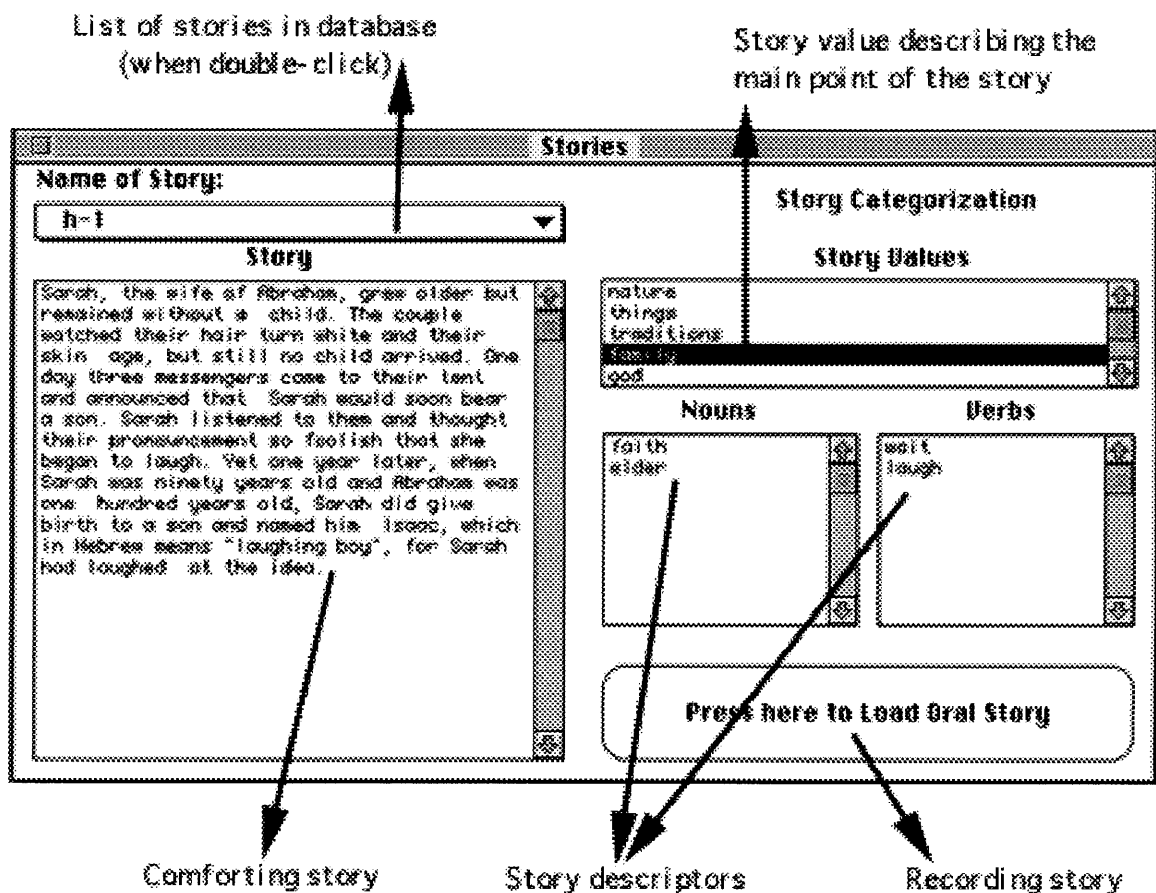 List of stories in database
(when double-click)
Story value describing the
main point of the story
Stories
Name of Story:
h-1
Story
Sarah, the wife of Abraham, grew older but
remained without a child. The couple
watched their hair turn white and their
skin age, but still no child arrived. One
day three messengers came to their tent
and announced that Sarah would soon bear
a son. Sarah listened to them and thought
their pronouncement so foolish that she
began to laugh. Yet one year later, when
Sarah was ninety years old and Abraham was
one hundred years old, Sarah did give
birth to a son and named him Isaac, which
in Hebrew means "laughing boy", for Sarah
had laughed at the idea.
Story Categorization
Story Values
nature
things
traditions
family
god
Nouns
faith
elder
Verbs
wait
laugh
Press here to Load Oral Story
Comforting story
Story descriptors
Recording story